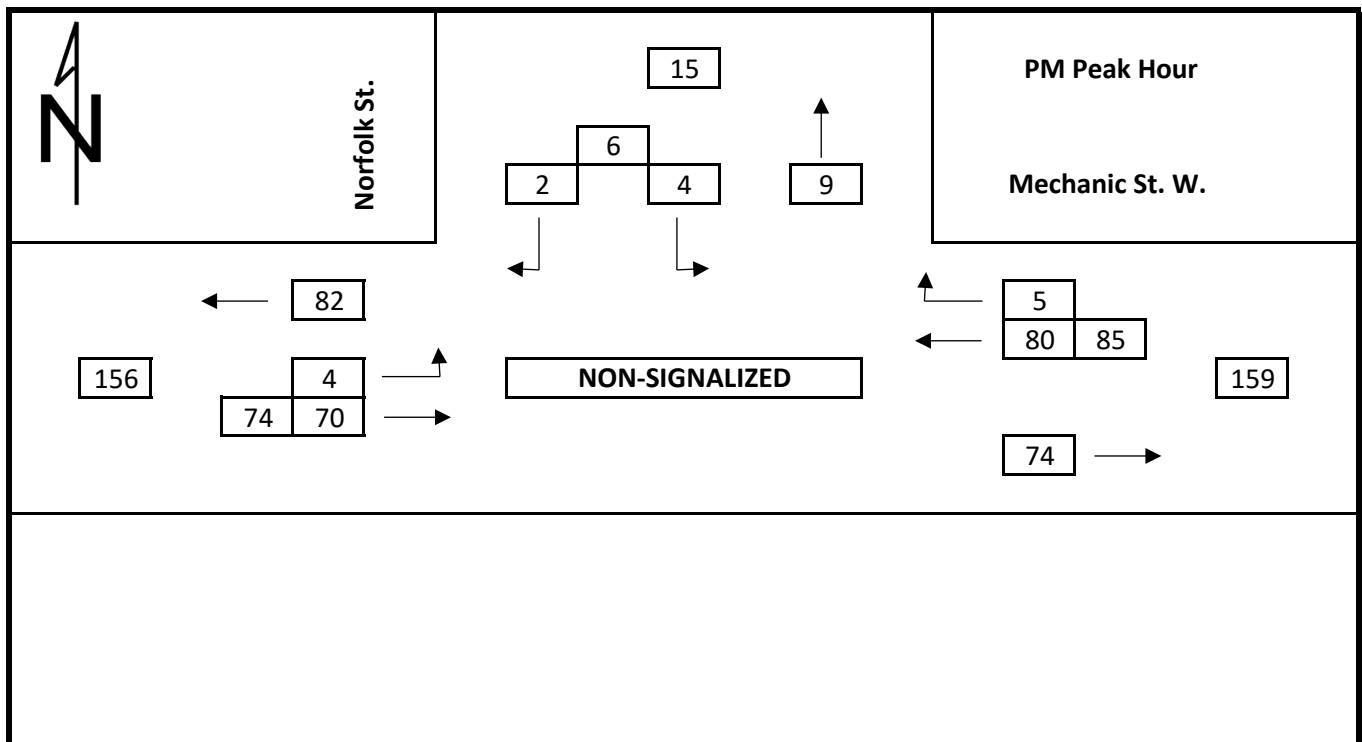 N
Norfolk St.
15
PM Peak Hour
6
2 4 9
Mechanic St. W.
82
5
80 85
156
4
NON-SIGNALIZED
159
74 70
74